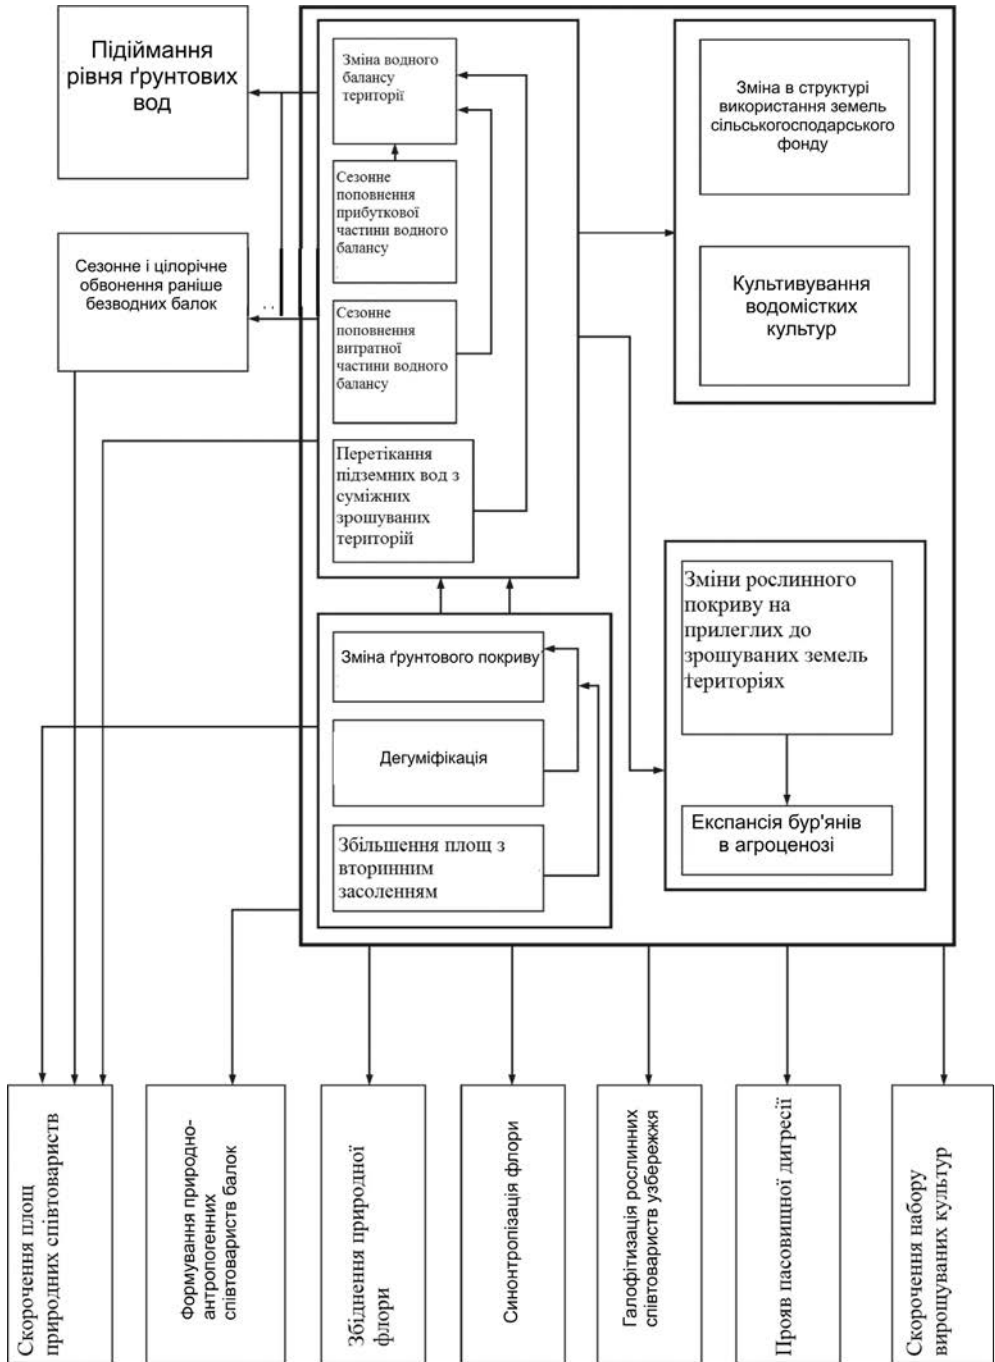 Підіймання
рівня ґрунтових
вод
Сезонне і цілорічне
обвонення раніше
безводних балок
Зміна водного
балансу
території
Сезонне
поповнення
прибуткової
частини водного
балансу
Сезонне
поповнення
витратної
частини водного
балансу
Перетікання
підземних вод з
суміжних
зрошуваних
територій
Зміна в структурі
використання земель
сільськогосподарського
фонду
Культивування
водомістких
культур
Зміна ґрунтового покриву
Дегуміфікація
Збільшення площ з
вторинним
засоленням
Зміни рослинного
покриву на
прилеглих до
зрошуваних земель
територіях
Експансія бур'янів
в агроценозі
Скорочення площ
природних співтовариств
Формування природно-
антропогенних
співтовариств балок
Збіднення природної
флори
Синонтропізація флори
Галофітизація рослинних
співтовариств узбережжя
Прояв пасовищної дигресії
Скорочення набору
вирощуваних культур